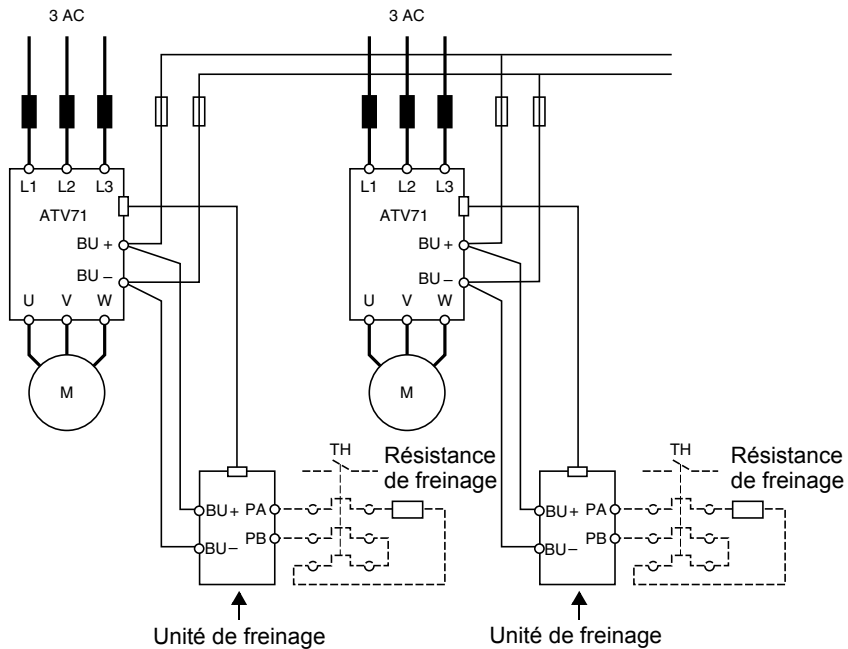 3 AC
3 AC
L1 L2 L3
L1 L2 L3
ATV71
ATV71
BU +
BU +
BU –
BU –
U V W
U V W
M
M
TH
Résistance
de freinage
TH
Résistance
de freinage
BU+ PA
BU+ PA
PB
PB
BU–
BU–
Unité de freinage
Unité de freinage